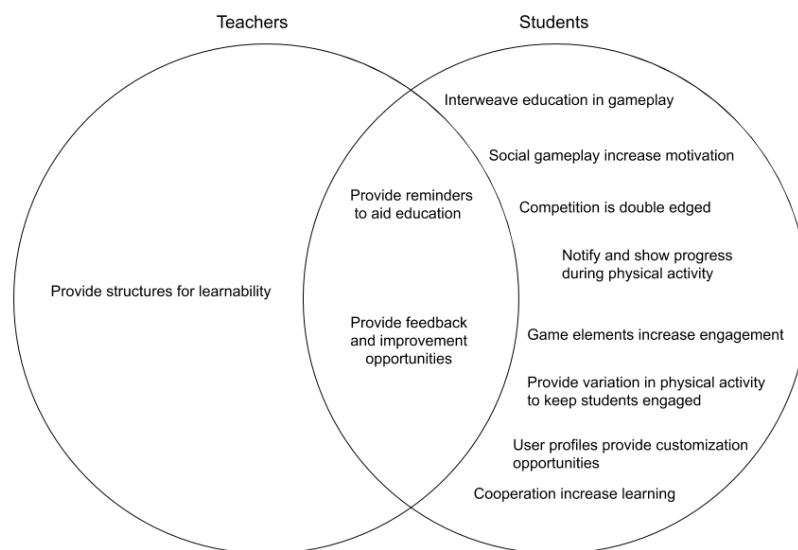 Teachers
Students
Interweave education in gameplay
Social gameplay increase motivation
Provide reminders
to aid education
Competition is double edged
Notify and show progress
during physical activity
Provide structures for learnability
Provide feedback
and improvement
opportunities
Game elements increase engagement
Provide variation in physical activity
to keep students engaged
User profiles provide customization
opportunities
Cooperation increase learning